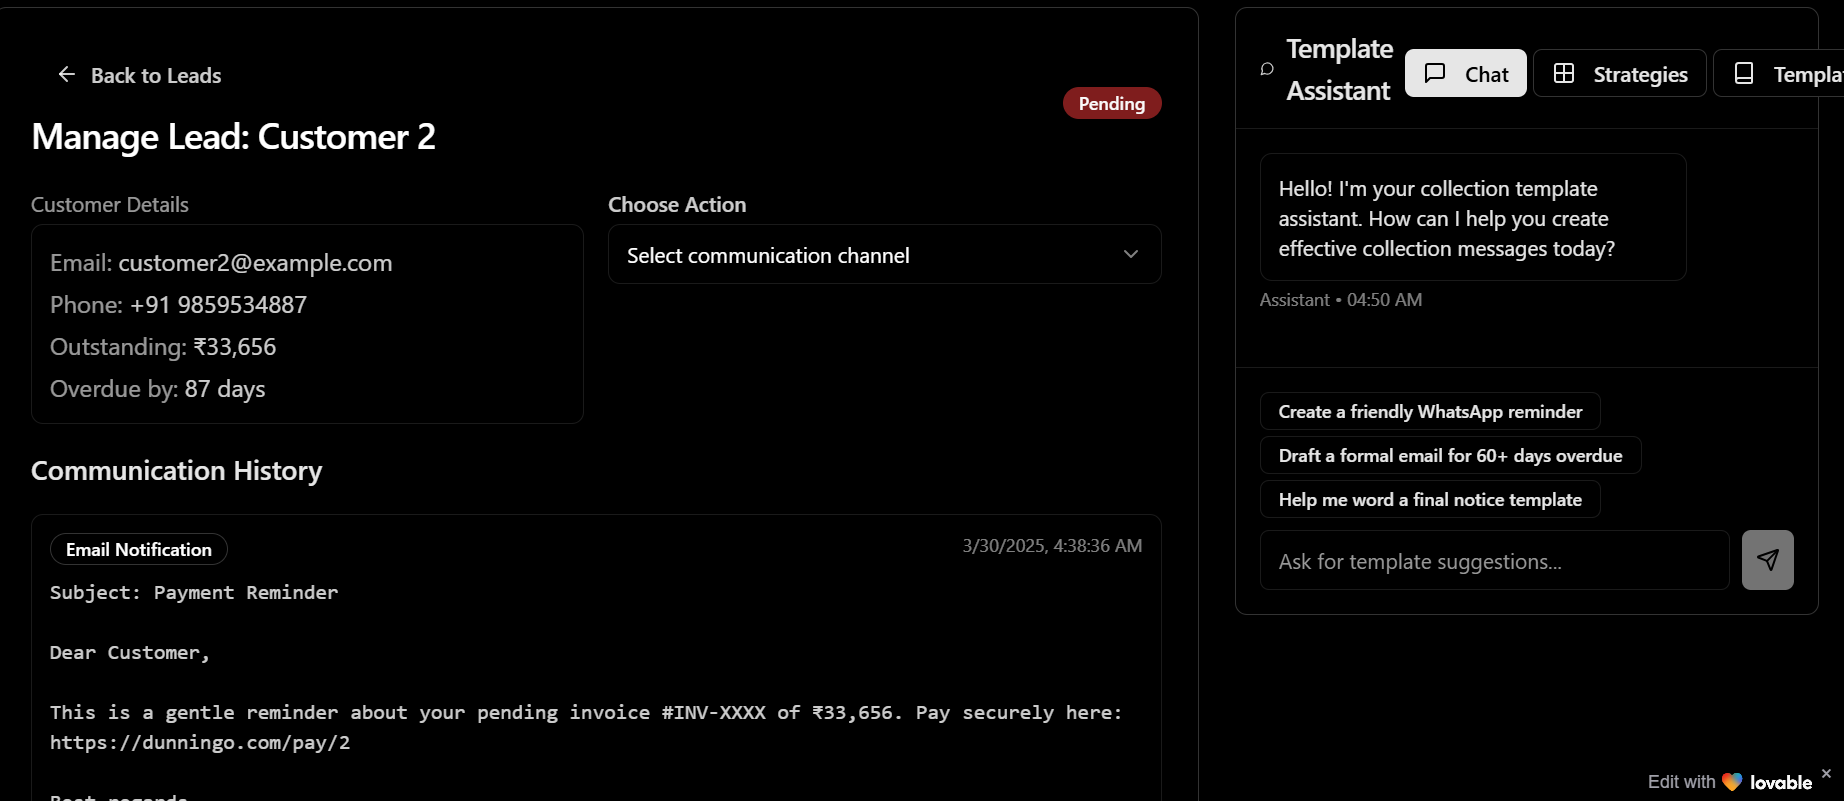 Back to Leads
Pending
Manage Lead: Customer 2
Customer Details
Email: customer2@example.com
Phone: +91 9859534887
Outstanding: ₹33,656
Overdue by: 87 days
Choose Action
Select communication channel
Communication History
Email Notification
3/30/2025, 4:38:36 AM
Subject: Payment Reminder
Dear Customer,
This is a gentle reminder about your pending invoice #INV-XXXX of ₹33,656. Pay securely here:
https://dunningo.com/pay/2
Best regards
Template
Assistant
Chat
Strategies
Templa
Hello! I'm your collection template
assistant. How can I help you create
effective collection messages today?
Assistant • 04:50 AM
Create a friendly WhatsApp reminder
Draft a formal email for 60+ days overdue
Help me word a final notice template
Ask for template suggestions...
Edit with lovable ×